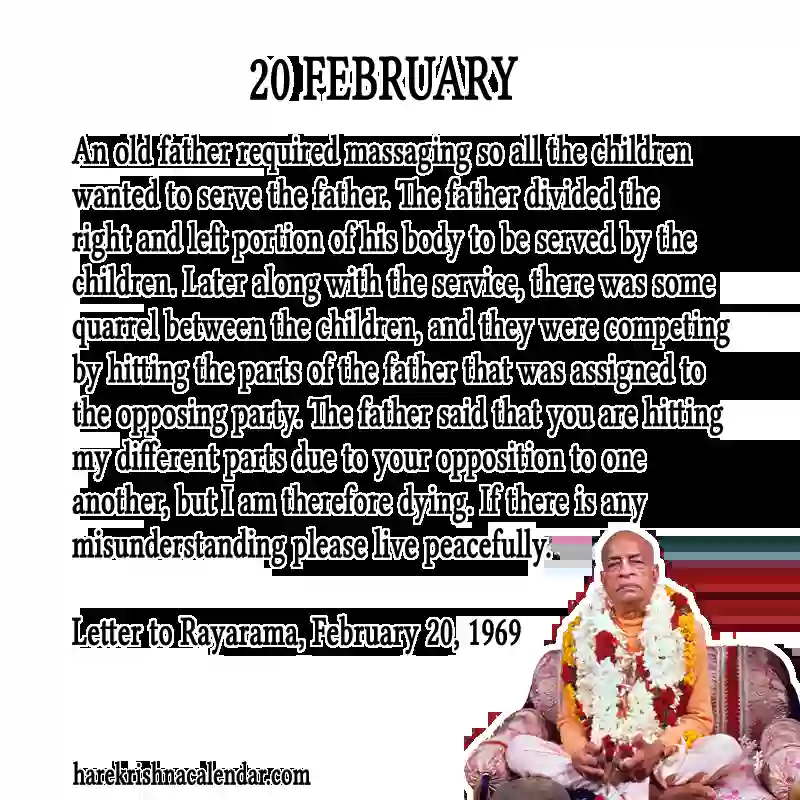 20 FEBRUARY
An old father required massaging so all the children
wanted to serve the father. The father divided the
right and left portion of his body to be served by the
children. Later along with the service, there was some
quarrel between the children, and they were competing
by hitting the parts of the father that was assigned to
the opposing party. The father said that you are hitting
my different parts due to your opposition to one
another, but I am therefore dying. If there is any
misunderstanding please live peacefully.
Letter to Rayarama, February 20, 1969
harekrishnacalendar.com